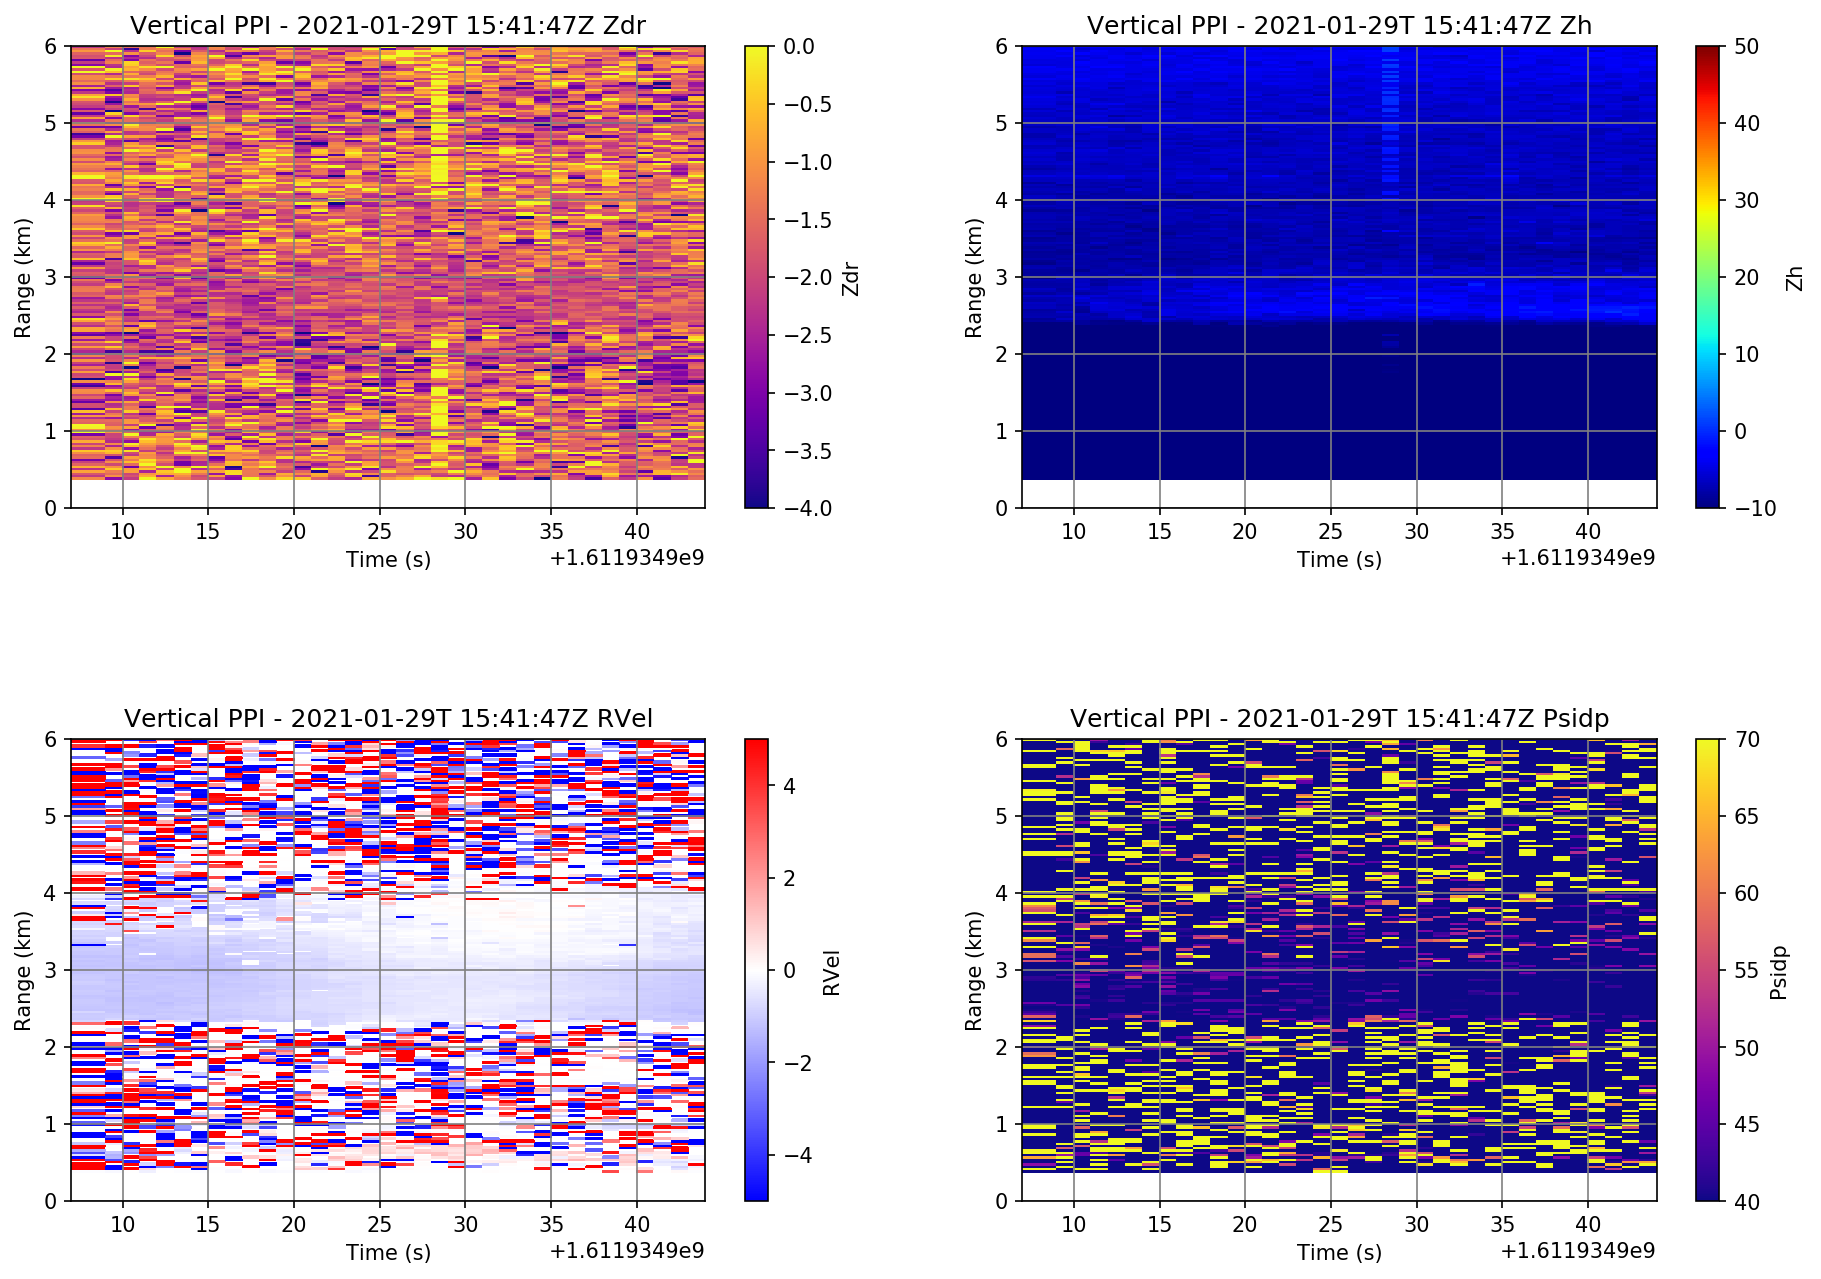 Vertical PPI - 2021-01-29T 15:41:47Z Zdr
6
5
4
3
2
1
0
Range (km)
10 15 20 25 30 35 40
Time (s)
+1.6119349e9
0.0
−0.5
−1.0
−1.5
−2.0
−2.5
−3.0
−3.5
−4.0
Zdr
Vertical PPI - 2021-01-29T 15:41:47Z Zh
6
5
4
3
2
1
0
Range (km)
10 15 20 25 30 35 40
Time (s)
+1.6119349e9
50
40
30
20
10
0
−10
Zh
Vertical PPI - 2021-01-29T 15:41:47Z RVel
6
5
4
3
2
1
0
Range (km)
10 15 20 25 30 35 40
Time (s)
+1.6119349e9
4
2
0
−2
−4
RVel
Vertical PPI - 2021-01-29T 15:41:47Z Psidp
6
5
4
3
2
1
0
Range (km)
10 15 20 25 30 35 40
Time (s)
+1.6119349e9
70
65
60
55
50
45
40
Psidp